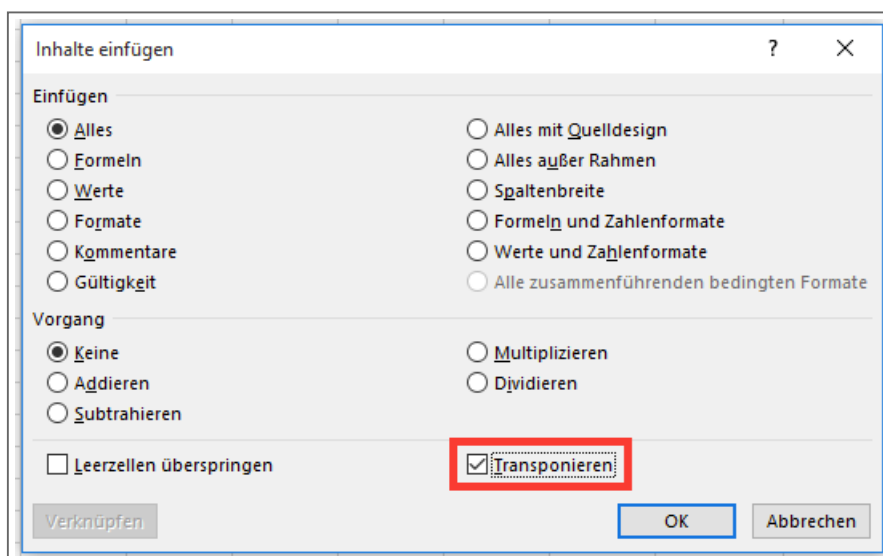 Inhalte einfügen ?
Einfügen
Alles Alles mit Quelldesign
Formeln Alles außer Rahmen
Werte Spaltenbreite
Formate Formeln und Zahlenformate
Kommentare Werte und Zahlenformate
Gültigkeit Alle zusammenführenden bedingten Formate
Vorgang
Keine Multiplizieren
Addieren Dividieren
Subtrahieren
Leerzellen überspringen Transponieren
Verknüpfen OK Abbrechen